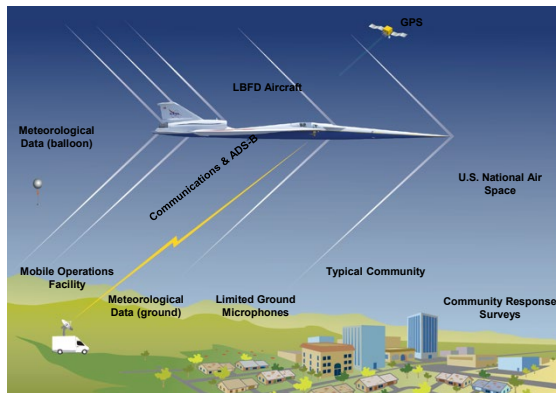 GPS
LBFD Aircraft
Meteorological
Data (balloon)
Communications & ADS-B
U.S. National Air
Space
Mobile Operations
Facility
Typical Community
Meteorological
Data (ground)
Limited Ground
Microphones
Community Response
Surveys